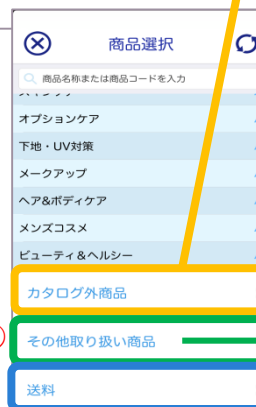 商品選択
商品名称または商品コードを入力
オプションケア
下地・UV対策
メークアップ
ヘア&ボディケア
メンズコスメ
ビューティ&ヘルシー
カタログ外商品
その他取り扱い商品
送料